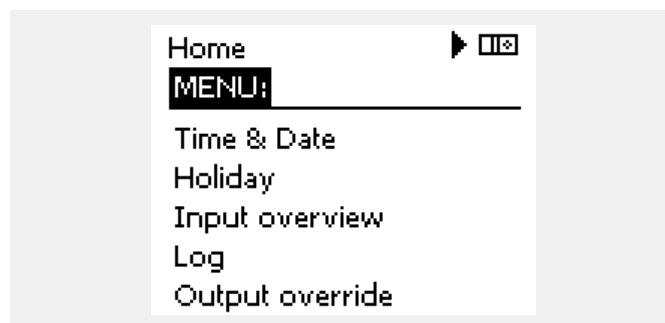 Home
MENU:
Time & Date
Holiday
Input overview
Log
Output override